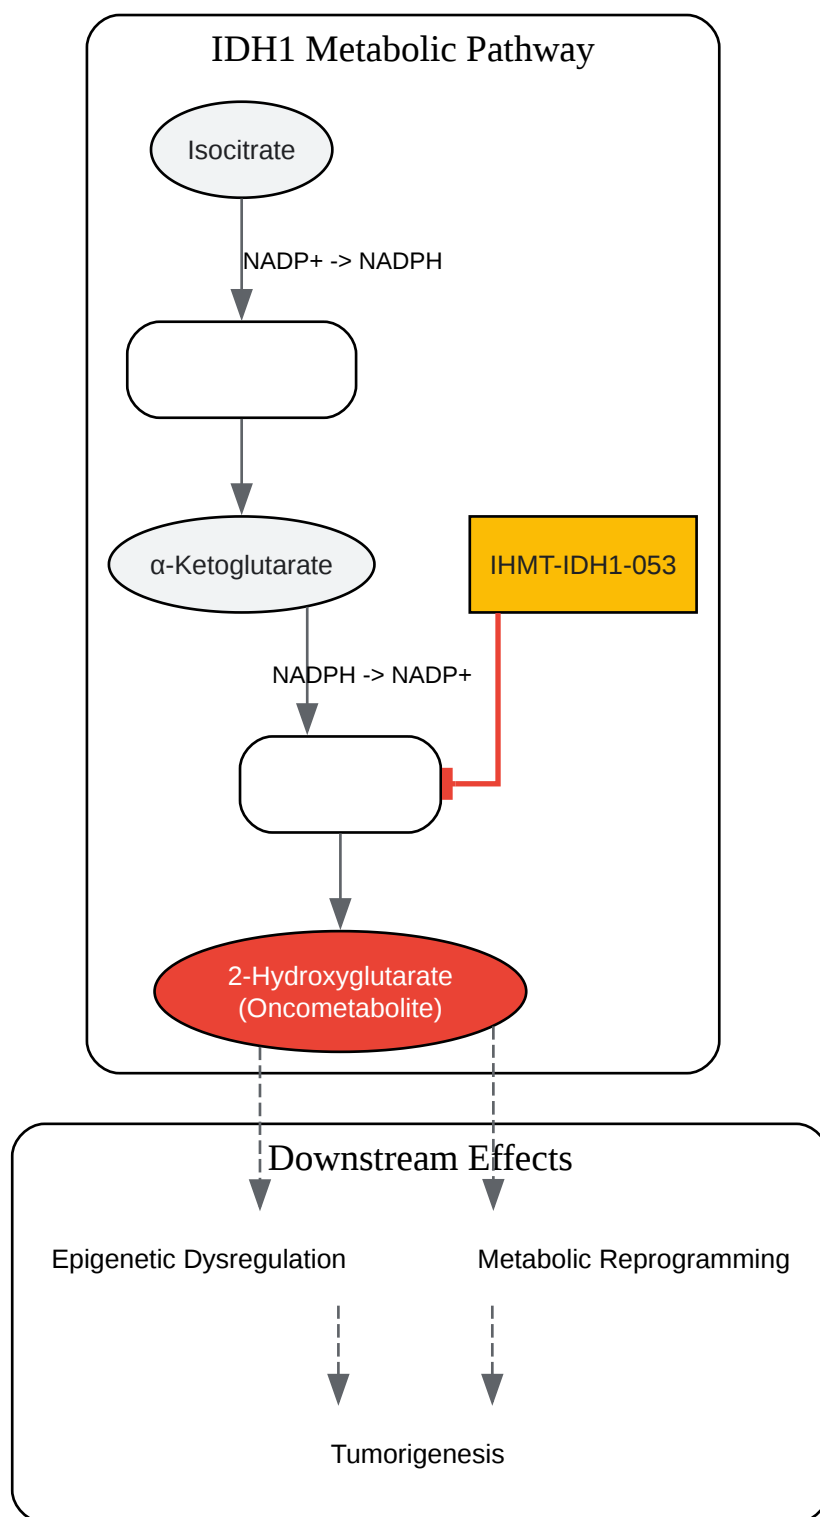 IDH1 Metabolic Pathway
Isocitrate
NADP+ -> NADPH
α-Ketoglutarate
IHMT-IDH1-053
NADPH -> NADP+
2-Hydroxyglutarate
(Oncometabolite)
Downstream Effects
Epigenetic Dysregulation
Metabolic Reprogramming
Tumorigenesis